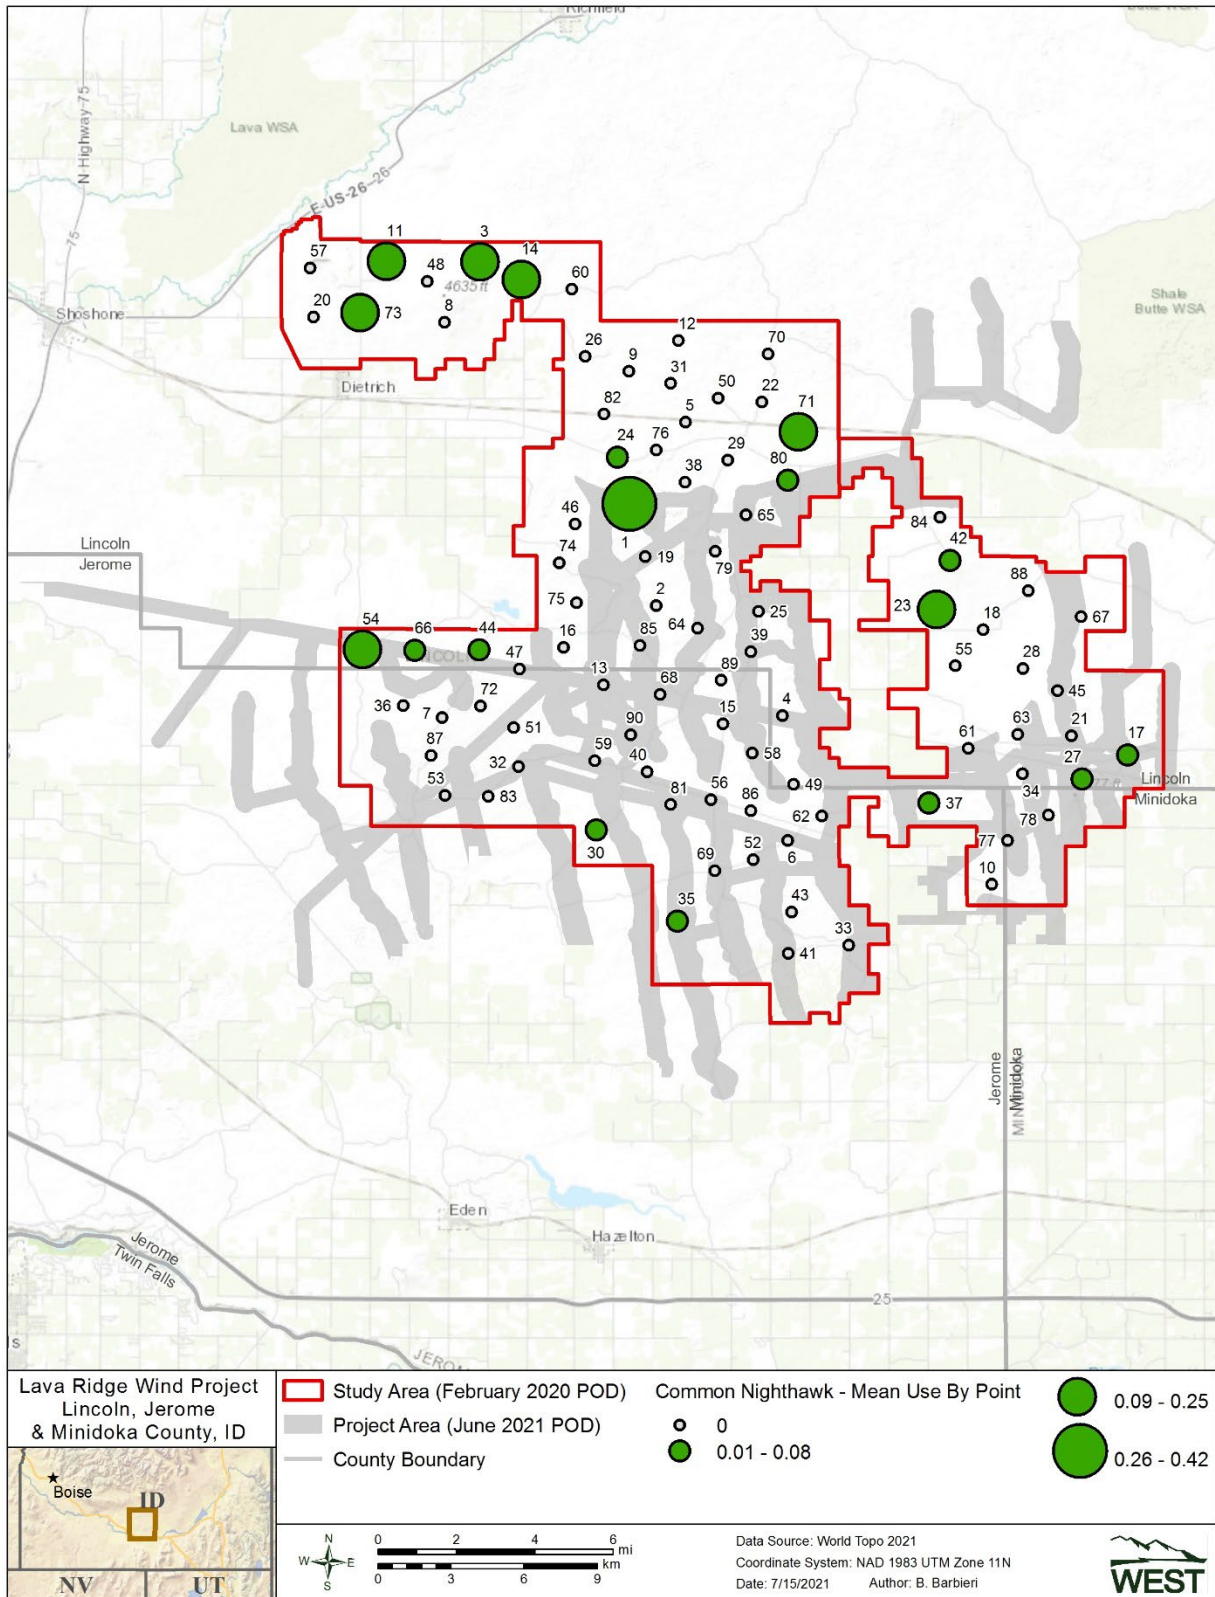 Richfield
Butte WSA
Lava WSA
N Highway 75
75
E-US-26
26
Shoshone
Shale
Butte WSA
57
11
48
3
14
60
4635 ft
20
73
8
Dietrich
12
26
9
31
70
50
22
82
5
71
24
76
29
80
38
46
65
84
1
42
74
19
79
88
75
2
25
23
18
67
64
54
66
44
16
85
39
55
28
LINCOLN
47
13
68
89
45
36
7
72
15
4
63
21
17
51
90
61
87
59
58
27
32
40
49
Lincoln
Minidoka
77 ft
53
83
81
56
86
62
37
34
78
30
6
77
69
52
10
35
43
33
41
Lincoln
Jerome
Jerome
Minidoka
Eden
Hazelton
Jerome
Twin Falls
25
ls
Lava Ridge Wind Project
Lincoln, Jerome
& Minidoka County, ID
Boise
ID
NV
UT
Study Area (February 2020 POD)
Project Area (June 2021 POD)
County Boundary
Common Nighthawk - Mean Use By Point
0
0.01 - 0.08
0.09 - 0.25
0.26 - 0.42
N
W E
S
0 2 4 6
mi
km
0 3 6 9
Data Source: World Topo 2021
Coordinate System: NAD 1983 UTM Zone 11N
Date: 7/15/2021 Author: B. Barbieri
WEST